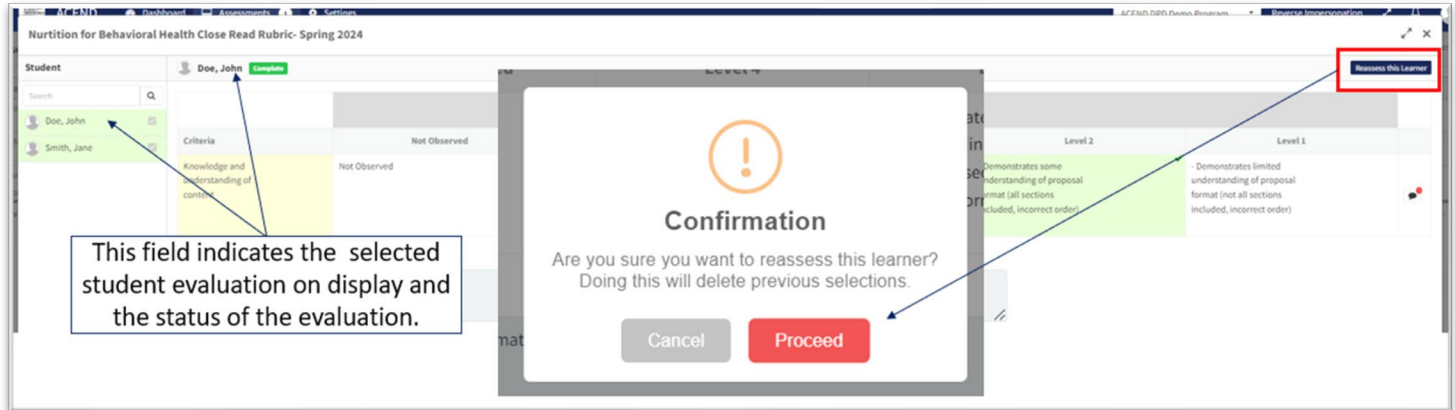 ACEND Dashboard Assessments Settings ACEND DPD Demo Program Reverse Impersonation
Nurtition for Behavioral Health Close Read Rubric- Spring 2024
Student
Doe, John Complete
Reassess this Learner
Search
Doe, John
Smith, Jane
Level 4
Criteria
Not Observed
Level 2
Level 1
Knowledge and
understanding of
content
Not Observed
Demonstrates some
understanding of proposal
format (all sections
included, incorrect order)
- Demonstrates limited
understanding of proposal
format (not all sections
included, incorrect order)
Confirmation
Are you sure you want to reassess this learner?
Doing this will delete previous selections.
Cancel
Proceed
This field indicates the selected
student evaluation on display and
the status of the evaluation.